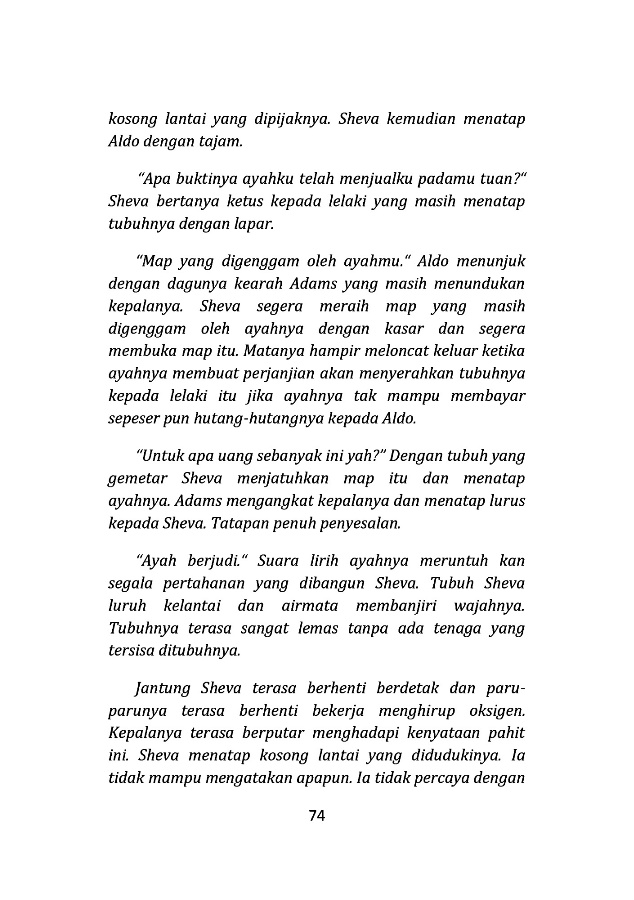 kosong lantai yang dipijaknya. Sheva kemudian menatap
Aldo dengan tajam.
“Apa buktinya ayahku telah menjualku padamu tuan?“
Sheva bertanya ketus kepada lelaki yang masih menatap
tubuhnya dengan lapar.
“Map yang digenggam oleh ayahmu.“ Aldo menunjuk
dengan dagunya kearah Adams yang masih menundukan
kepalanya. Sheva segera meraih map yang masih
digenggam oleh ayahnya dengan kasar dan segera
membuka map itu. Matanya hampir meloncat keluar ketika
ayahnya membuat perjanjian akan menyerahkan tubuhnya
kepada lelaki itu jika ayahnya tak mampu membayar
sepeser pun hutang-hutangnya kepada Aldo.
“Untuk apa uang sebanyak ini yah?” Dengan tubuh yang
gemetar Sheva menjatuhkan map itu dan menatap
ayahnya. Adams mengangkat kepalanya dan menatap lurus
kepada Sheva. Tatapan penuh penyesalan.
“Ayah berjudi.“ Suara lirih ayahnya meruntuh kan
segala pertahanan yang dibangun Sheva. Tubuh Sheva
luruh kelantai dan airmata membanjiri wajahnya.
Tubuhnya terasa sangat lemas tanpa ada tenaga yang
tersisa ditubuhnya.
Jantung Sheva terasa berhenti berdetak dan paru-
parunya terasa berhenti bekerja menghirup oksigen.
Kepalanya terasa berputar menghadapi kenyataan pahit
ini. Sheva menatap kosong lantai yang didudukinya. Ia
tidak mampu mengatakan apapun. Ia tidak percaya dengan
74